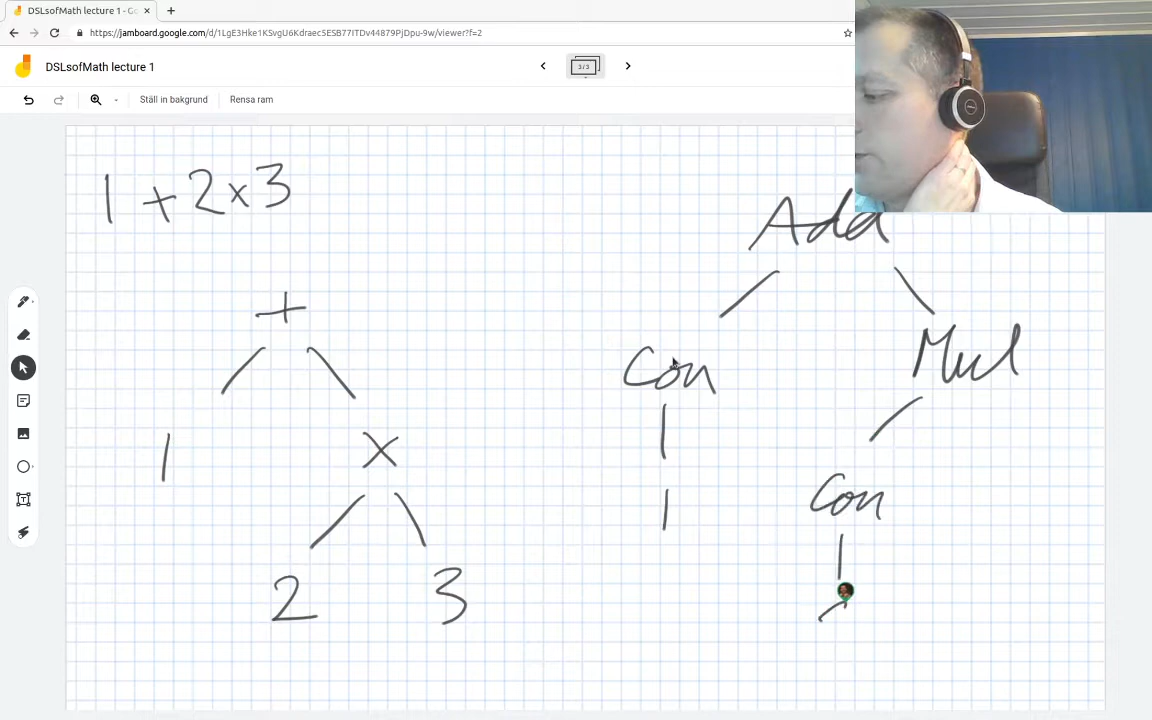 DSLsofMath lecture 1 - Go
https://jamboard.google.com/d/1LgE3Hke1KSvgU6Kdraec5ESB77ITDv44879PjDpu-9w/viewer?f=2
DSLsofMath lecture 1
3/3
Ställ in bakgrund
Rensa ram
1 + 2 x 3
Add
+
Con
Mul
1
x
1
Con
2
3